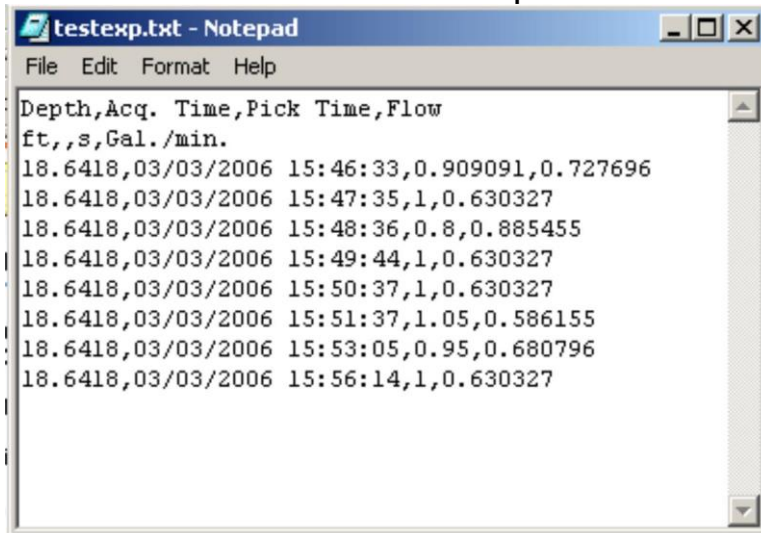 testexp.txt - Notepad
File Edit Format Help
Depth,Acq. Time,Pick Time,Flow
ft,,s,Gal./min.
18.6418,03/03/2006 15:46:33,0.909091,0.727696
18.6418,03/03/2006 15:47:35,1,0.630327
18.6418,03/03/2006 15:48:36,0.8,0.885455
18.6418,03/03/2006 15:49:44,1,0.630327
18.6418,03/03/2006 15:50:37,1,0.630327
18.6418,03/03/2006 15:51:37,1.05,0.586155
18.6418,03/03/2006 15:53:05,0.95,0.680796
18.6418,03/03/2006 15:56:14,1,0.630327